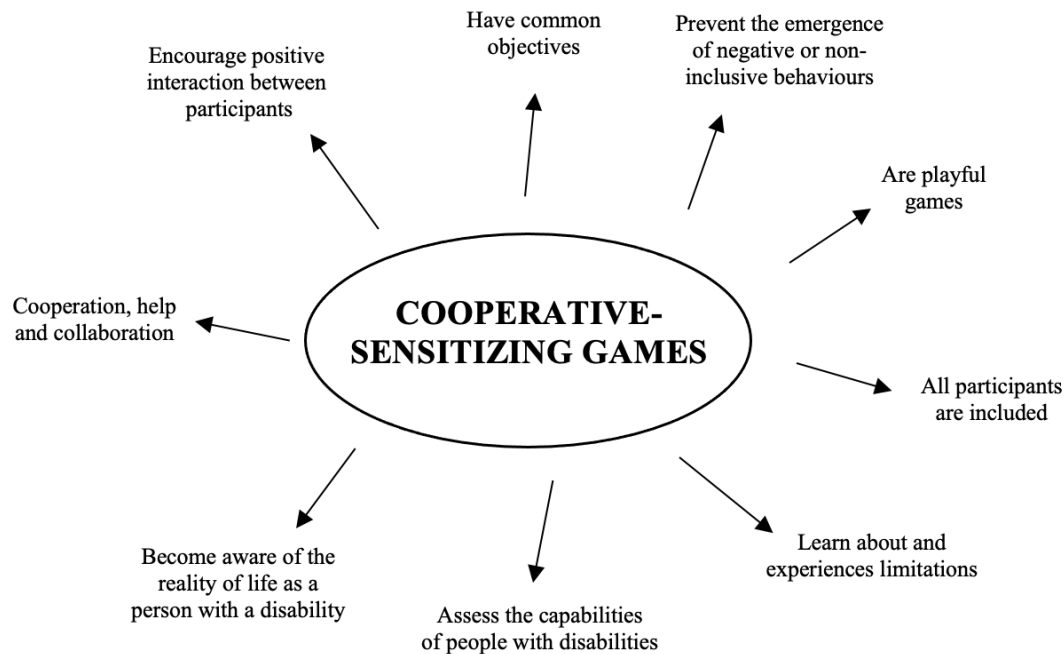 Have common
objectives
Prevent the emergence
of negative or non-
inclusive behaviours
Encourage positive
interaction between
participants
Are playful
games
Cooperation, help
and collaboration
COOPERATIVE-
SENSITIZING GAMES
All participants
are included
Become aware of the
reality of life as a
person with a disability
Assess the capabilities
of people with disabilities
Learn about and
experiences limitations